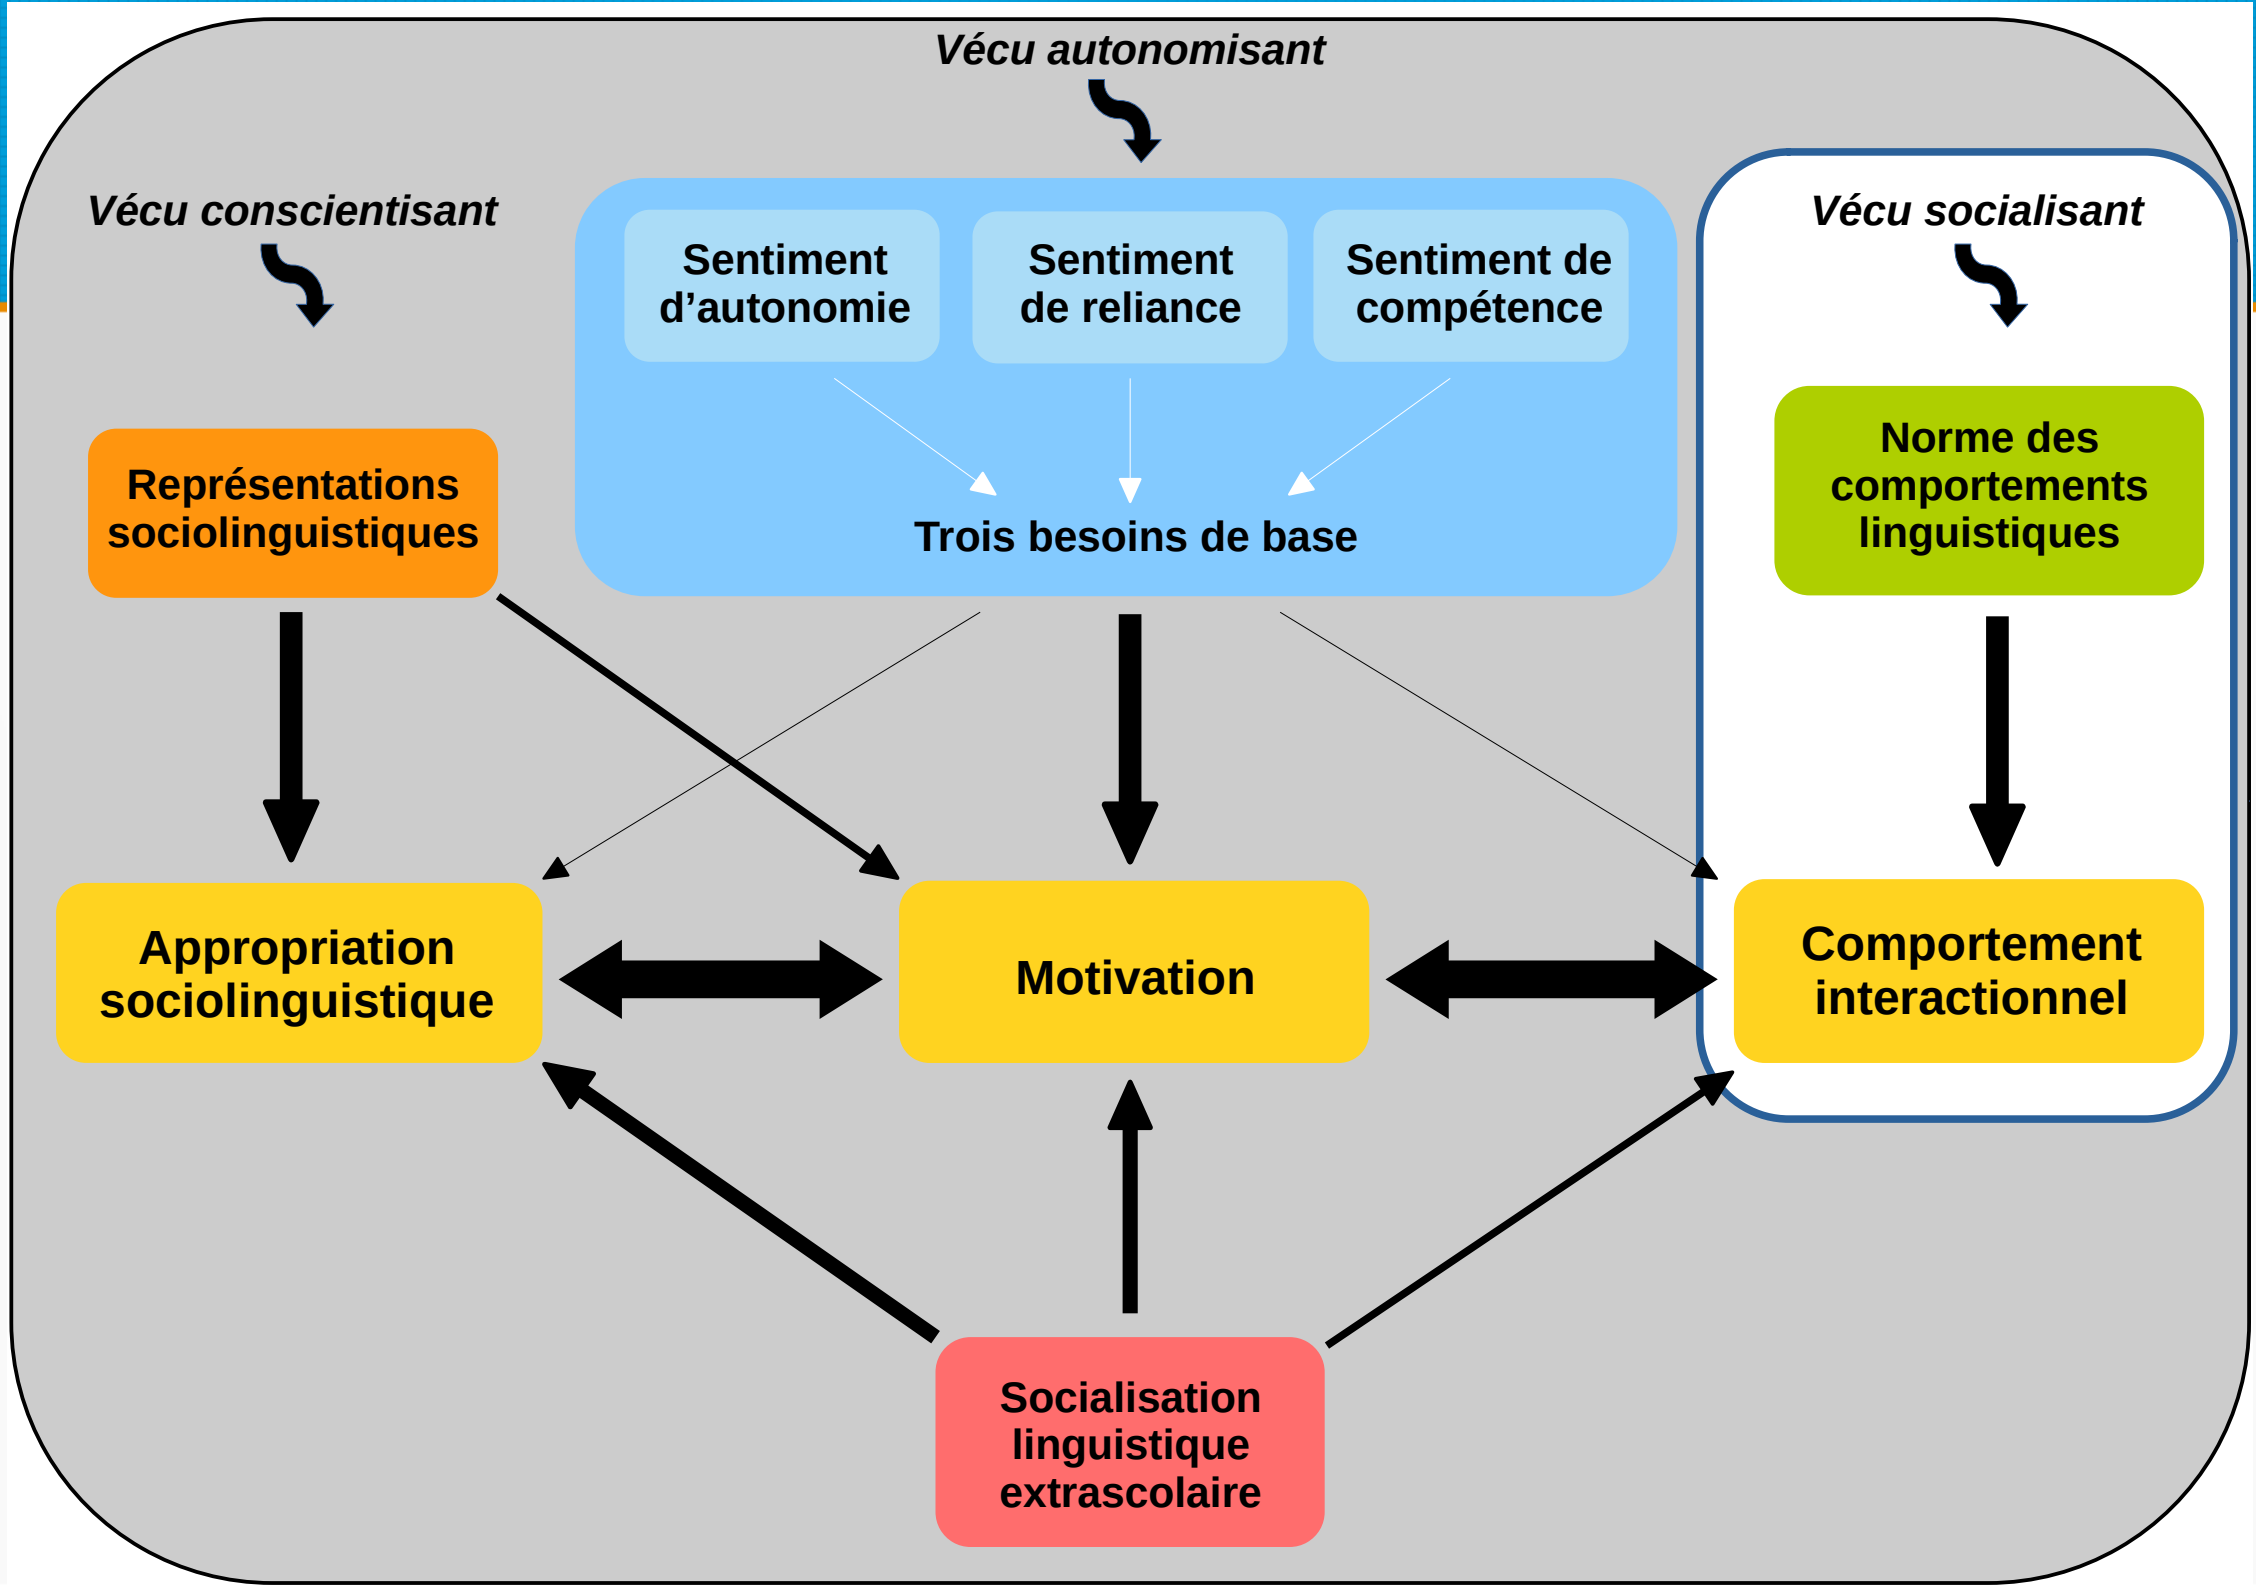 Vécu autonomisant
Vécu conscientisant
Vécu socialisant
Sentiment
d’autonomie
Sentiment
de reliance
Sentiment de
compétence
Trois besoins de base
Représentations
sociolinguistiques
Norme des
comportements
linguistiques
Appropriation
sociolinguistique
Motivation
Comportement
interactionnel
Socialisation
linguistique
extrascolaire